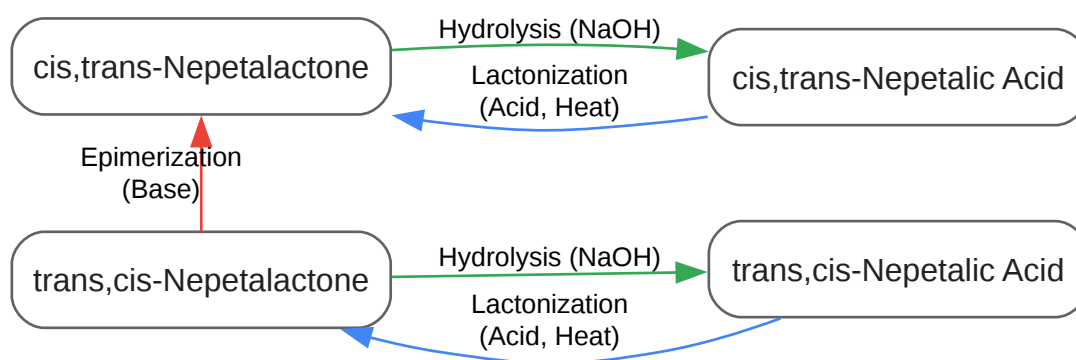 Hydrolysis (NaOH)
cis,trans-Nepetalactone
Lactonization
(Acid, Heat)
cis,trans-Nepetalic Acid
Epimerization
(Base)
Hydrolysis (NaOH)
trans,cis-Nepetalactone
Lactonization
(Acid, Heat)
trans,cis-Nepetalic Acid